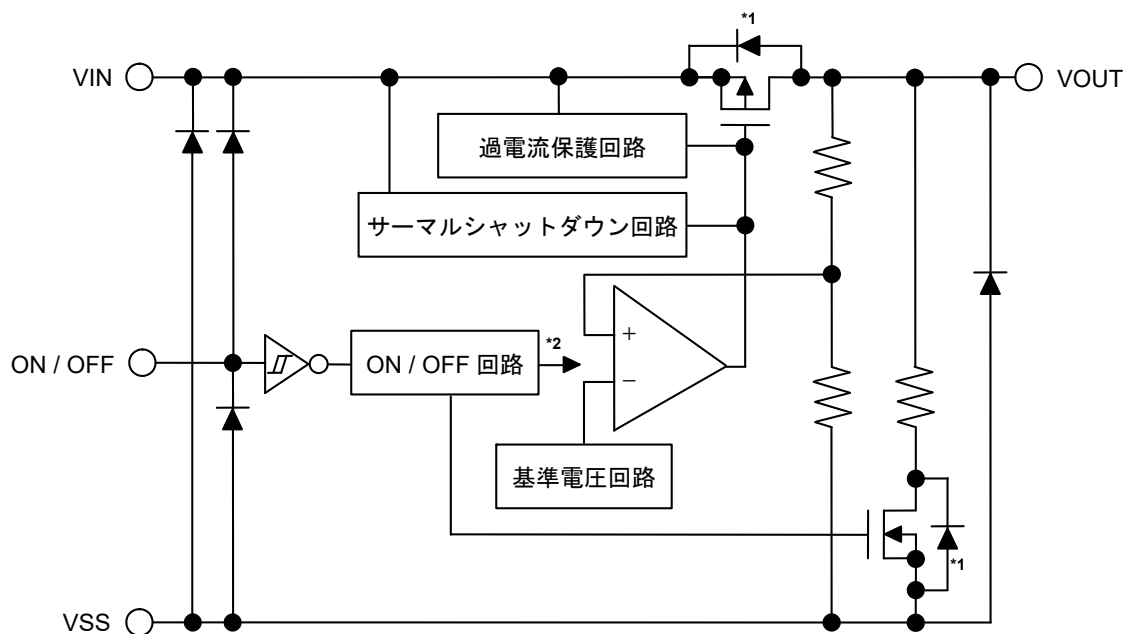 *1
VIN
VOUT
過電流保護回路
サーマルシャットダウン回路
+
ON / OFF
ON / OFF 回路
*2
−
基準電圧回路
*1
VSS